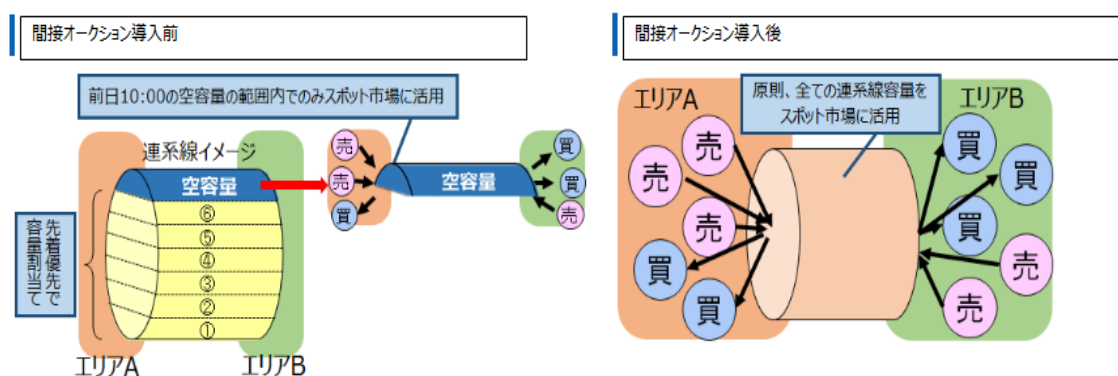 間接オークション導入前
前日10:00の空容量の範囲内でのみスポット市場に活用
連系線イメージ
空容量
⑥
⑤
④
③
②
①
先着優先で
容量割当て
エリアA
エリアB
売
売
買
空容量
買
買
売
間接オークション導入後
エリアA
原則、全ての連系線容量を
スポット市場に活用
エリアB
売
売
売
買
買
買
買
買
売
売